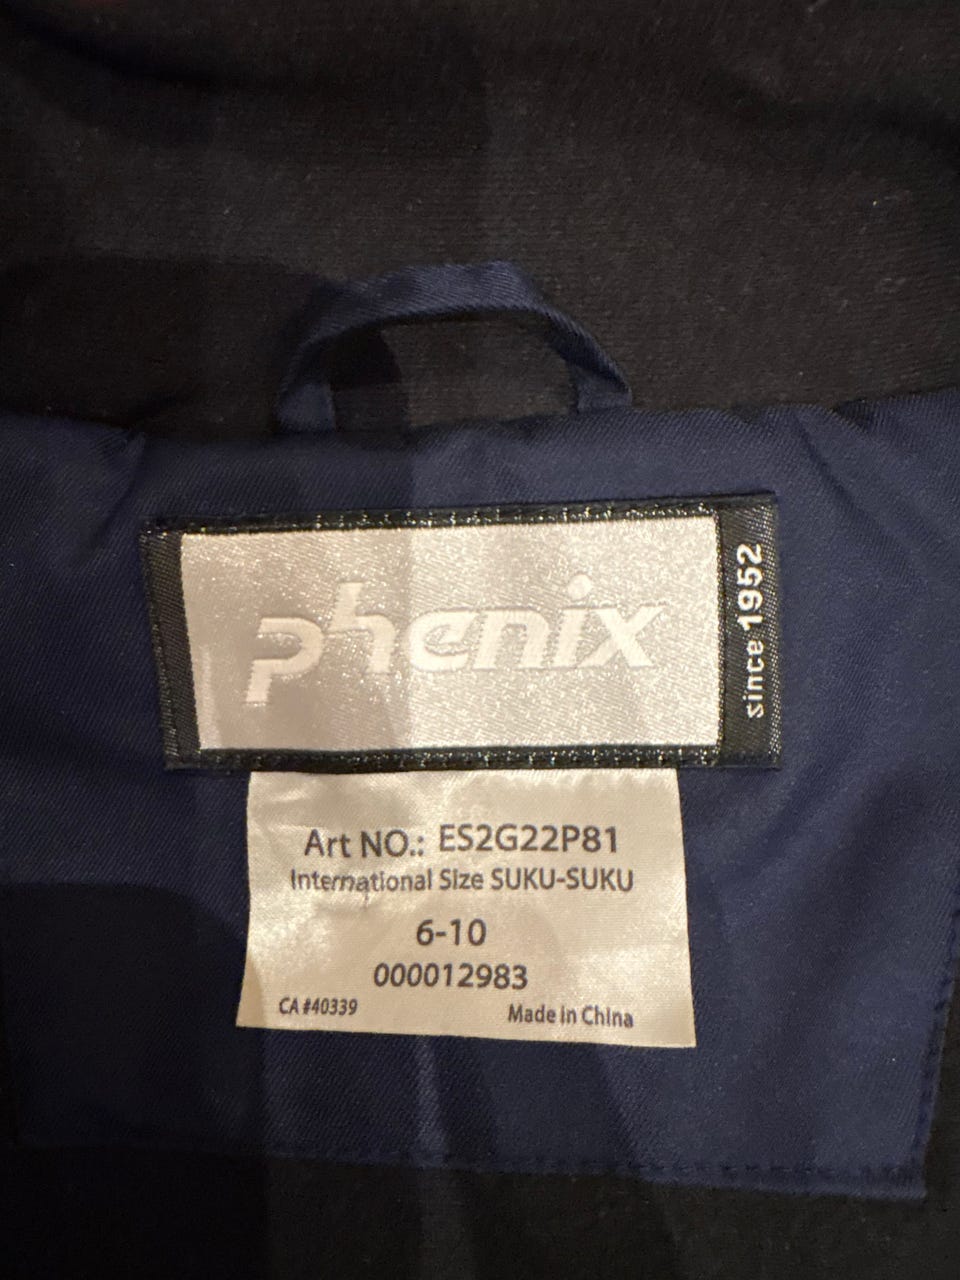 phenix
since 1952
Art NO.: ES2G22P81
International Size SUKU-SUKU
6-10
000012983
CA #40339
Made in China